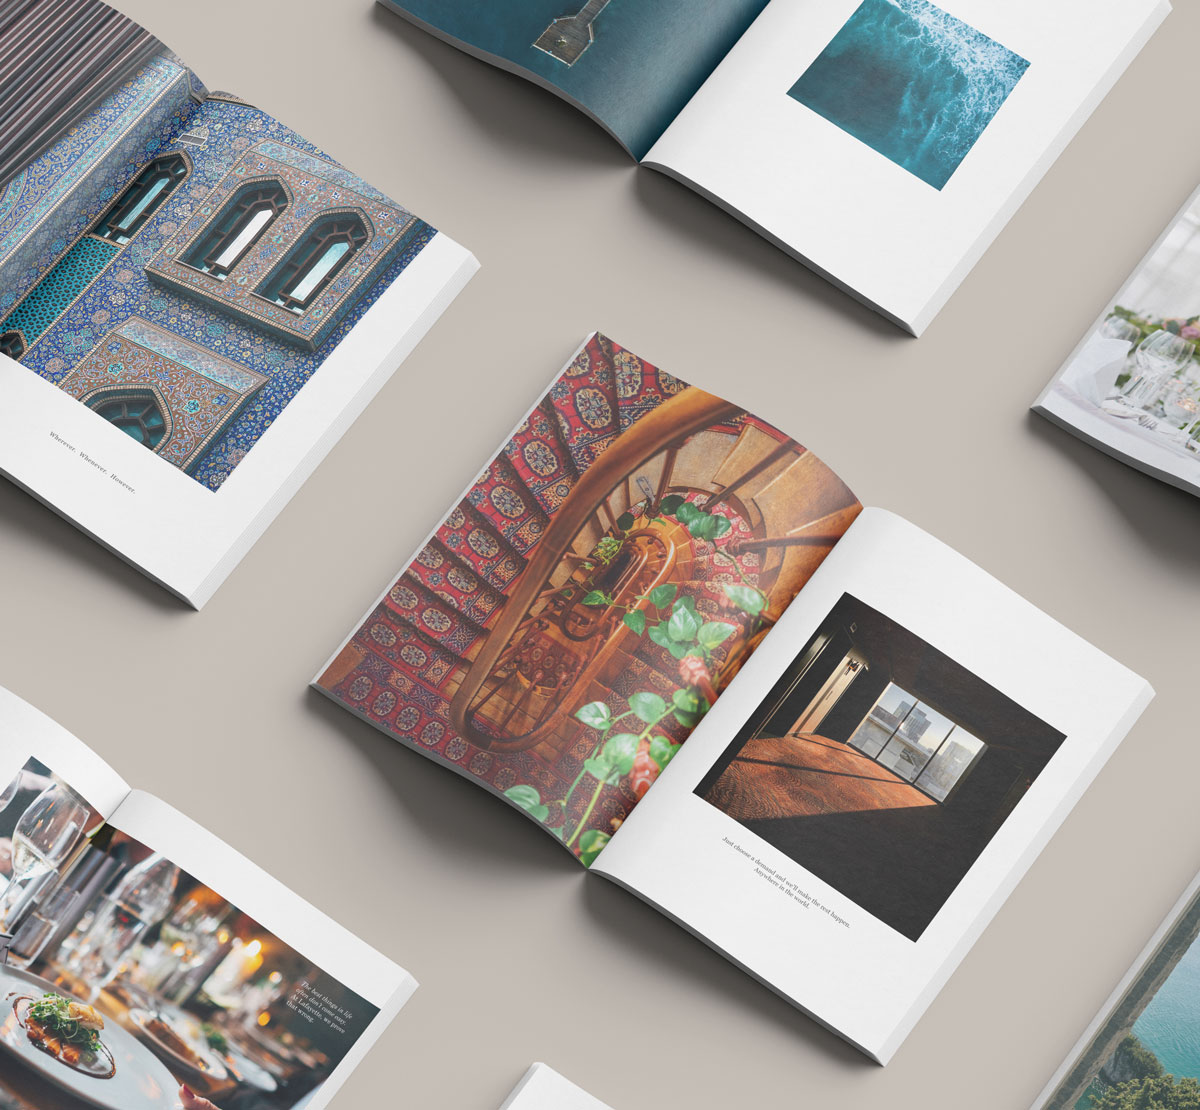 Wherever. Whenever. However.
Just choose a demand and we'll make the rest happen.
Anywhere in the world.
The best things in life
often don't come easy.
At Lafayette, we prove
that wrong.